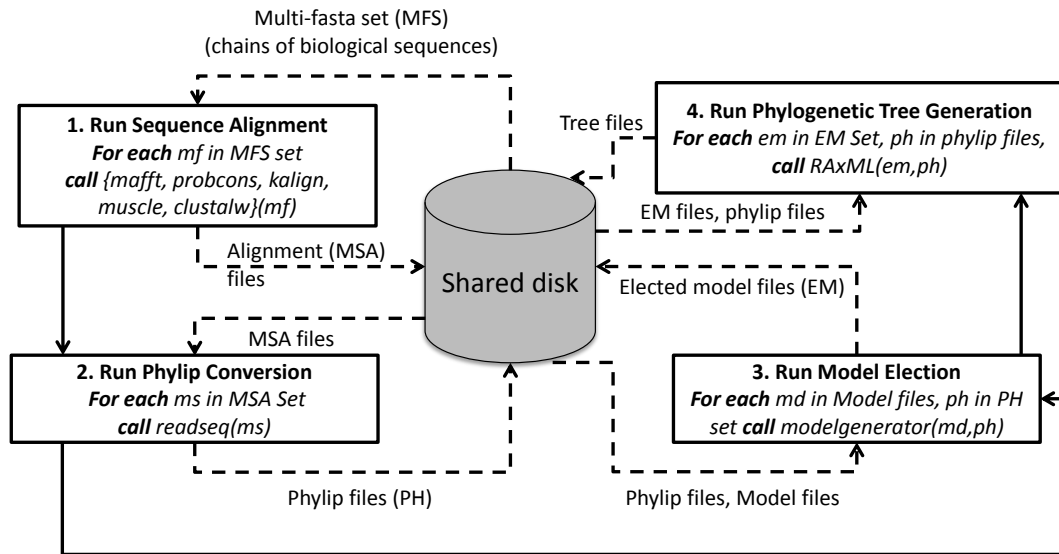 Multi-fasta set (MFS)
(chains of biological sequences)
1. Run Sequence Alignment
For each mf in MFS set
call {mafft, probcons, kalign,
muscle, clustalw}(mf)
4. Run Phylogenetic Tree Generation
For each em in EM Set, ph in phylip files,
call RAxML(em,ph)
Tree files
EM files, phylip files
Alignment (MSA)
files
Shared disk
Elected model files (EM)
MSA files
2. Run Phylip Conversion
For each ms in MSA Set
call readseq(ms)
3. Run Model Election
For each md in Model files, ph in PH
set call modelgenerator(md,ph)
Phylip files (PH)
Phylip files, Model files